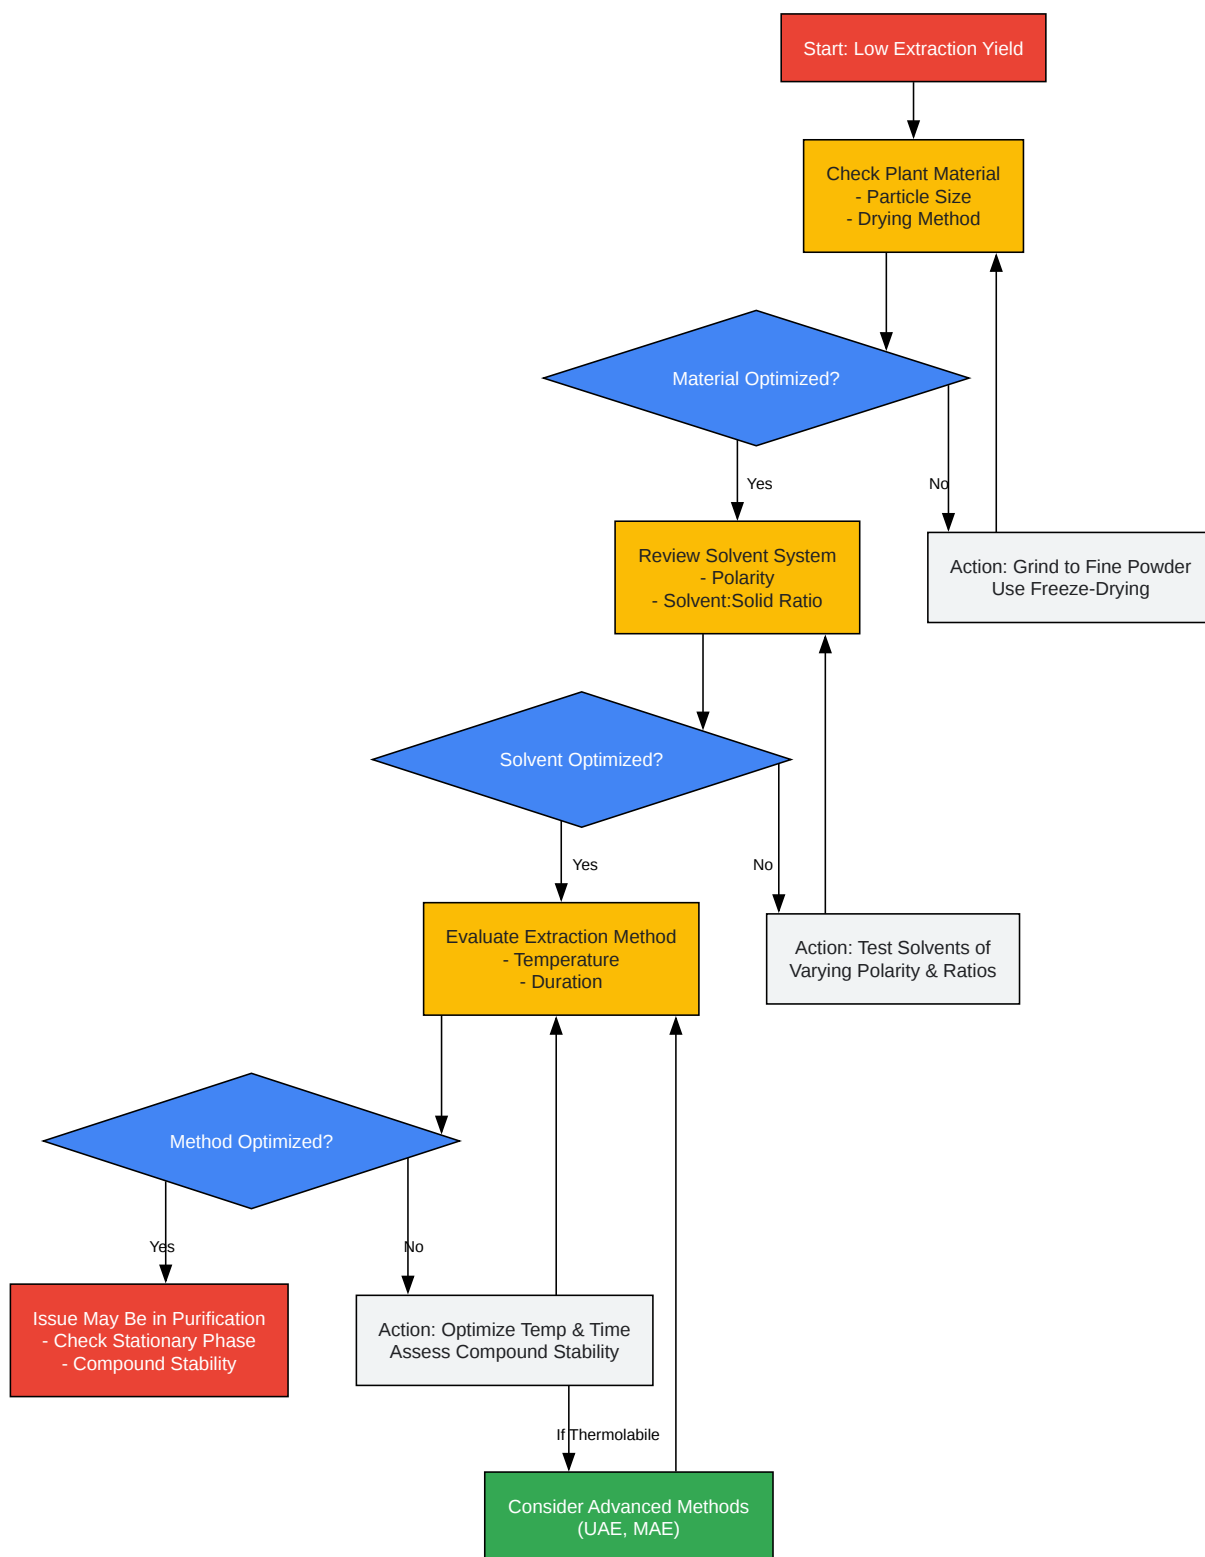 Start: Low Extraction Yield
Check Plant Material
- Particle Size
- Drying Method
Material Optimized?
Yes
No
Review Solvent System
- Polarity
- Solvent:Solid Ratio
Action: Grind to Fine Powder
Use Freeze-Drying
Solvent Optimized?
Yes
No
Evaluate Extraction Method
- Temperature
- Duration
Action: Test Solvents of
Varying Polarity & Ratios
Method Optimized?
Yes
No
Issue May Be in Purification
- Check Stationary Phase
- Compound Stability
Action: Optimize Temp & Time
Assess Compound Stability
If Thermolabile
Consider Advanced Methods
(UAE, MAE)